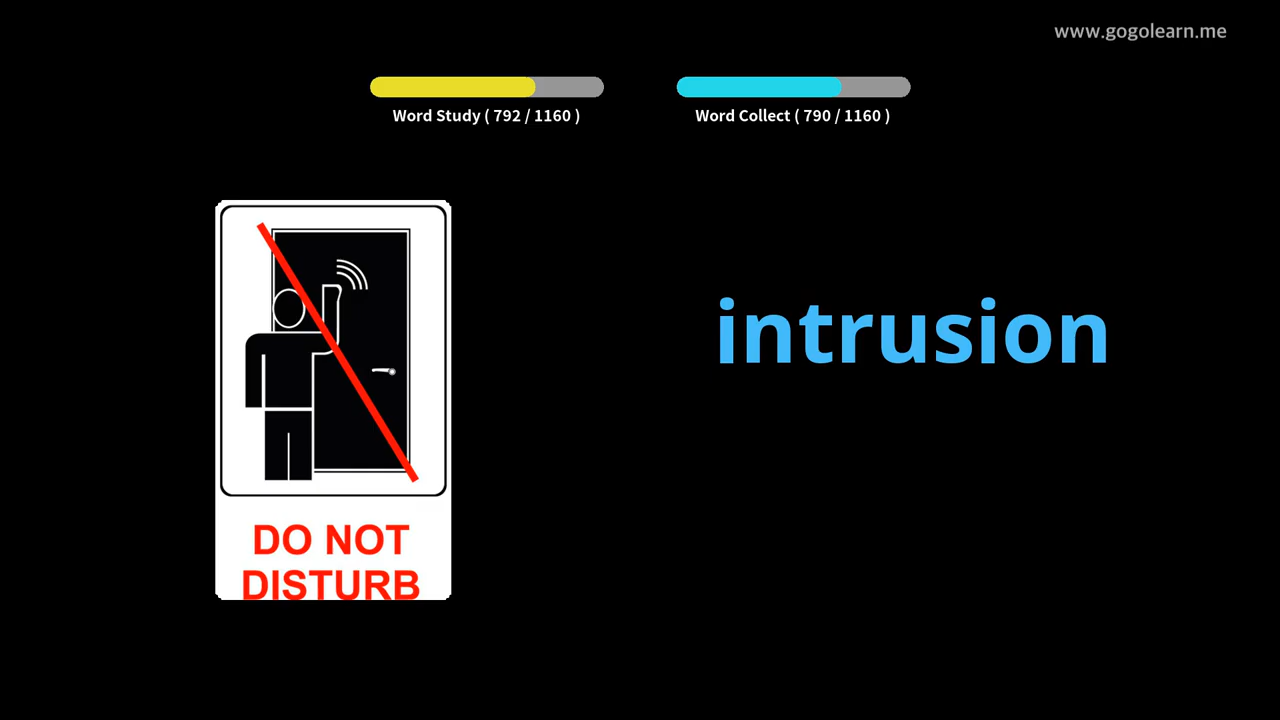 www.gogolearn.me
Word Study ( 792 / 1160 )
Word Collect ( 790 / 1160 )
intrusion
DO NOT
DISTURB